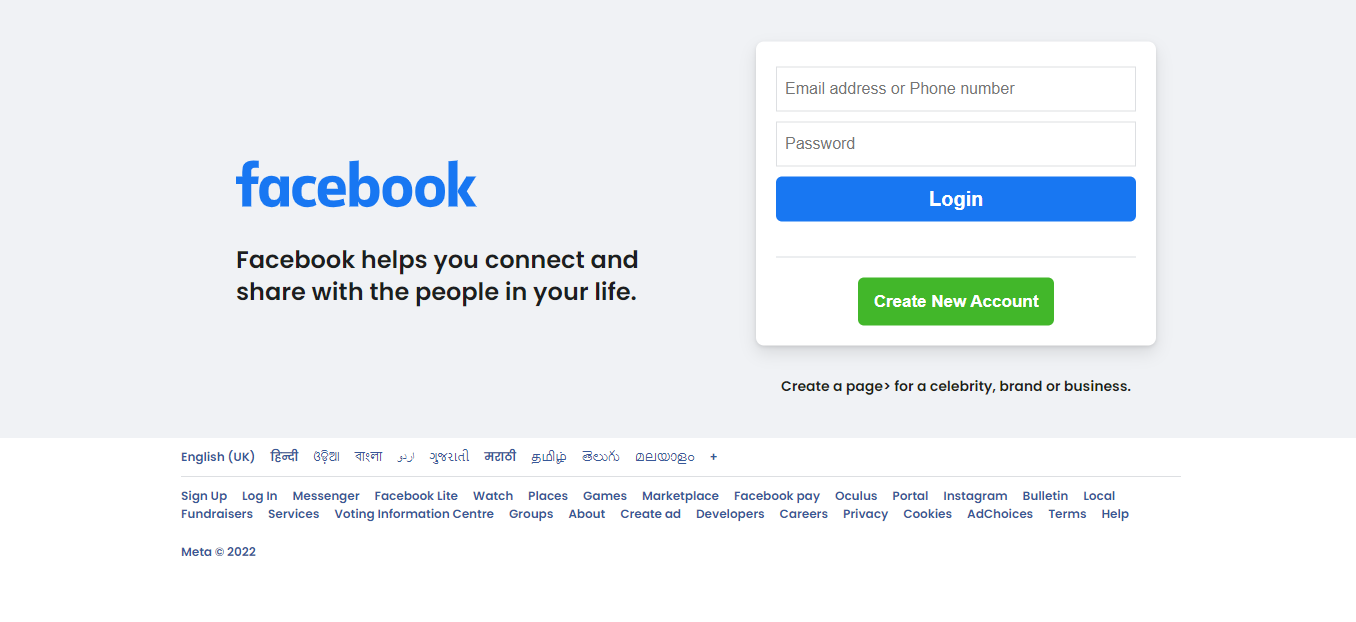 facebook
Facebook helps you connect and
share with the people in your life.
Email address or Phone number
Password
Login
Create New Account
Create a page> for a celebrity, brand or business.
English (UK) हिन्दी ଓଡ଼ିଆ বাংলা اردو ગુજરાતી मराठी தமிழ் తెలుగు മലയാളം +
Sign Up Log In Messenger Facebook Lite Watch Places Games Marketplace Facebook pay Oculus Portal Instagram Bulletin Local
Fundraisers Services Voting Information Centre Groups About Create ad Developers Careers Privacy Cookies AdChoices Terms Help
Meta © 2022